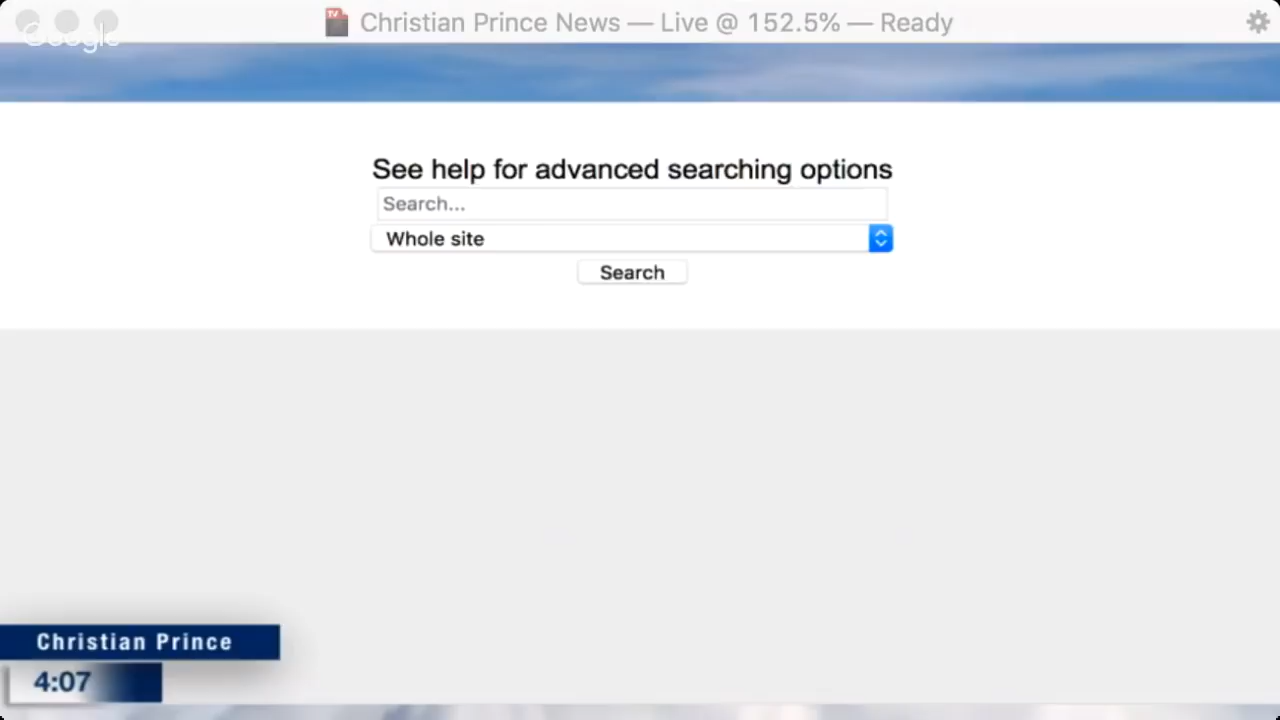 Christian Prince News — Live @ 152.5% — Ready
Google
See help for advanced searching options
Search...
Whole site
Search
Christian Prince
4:07